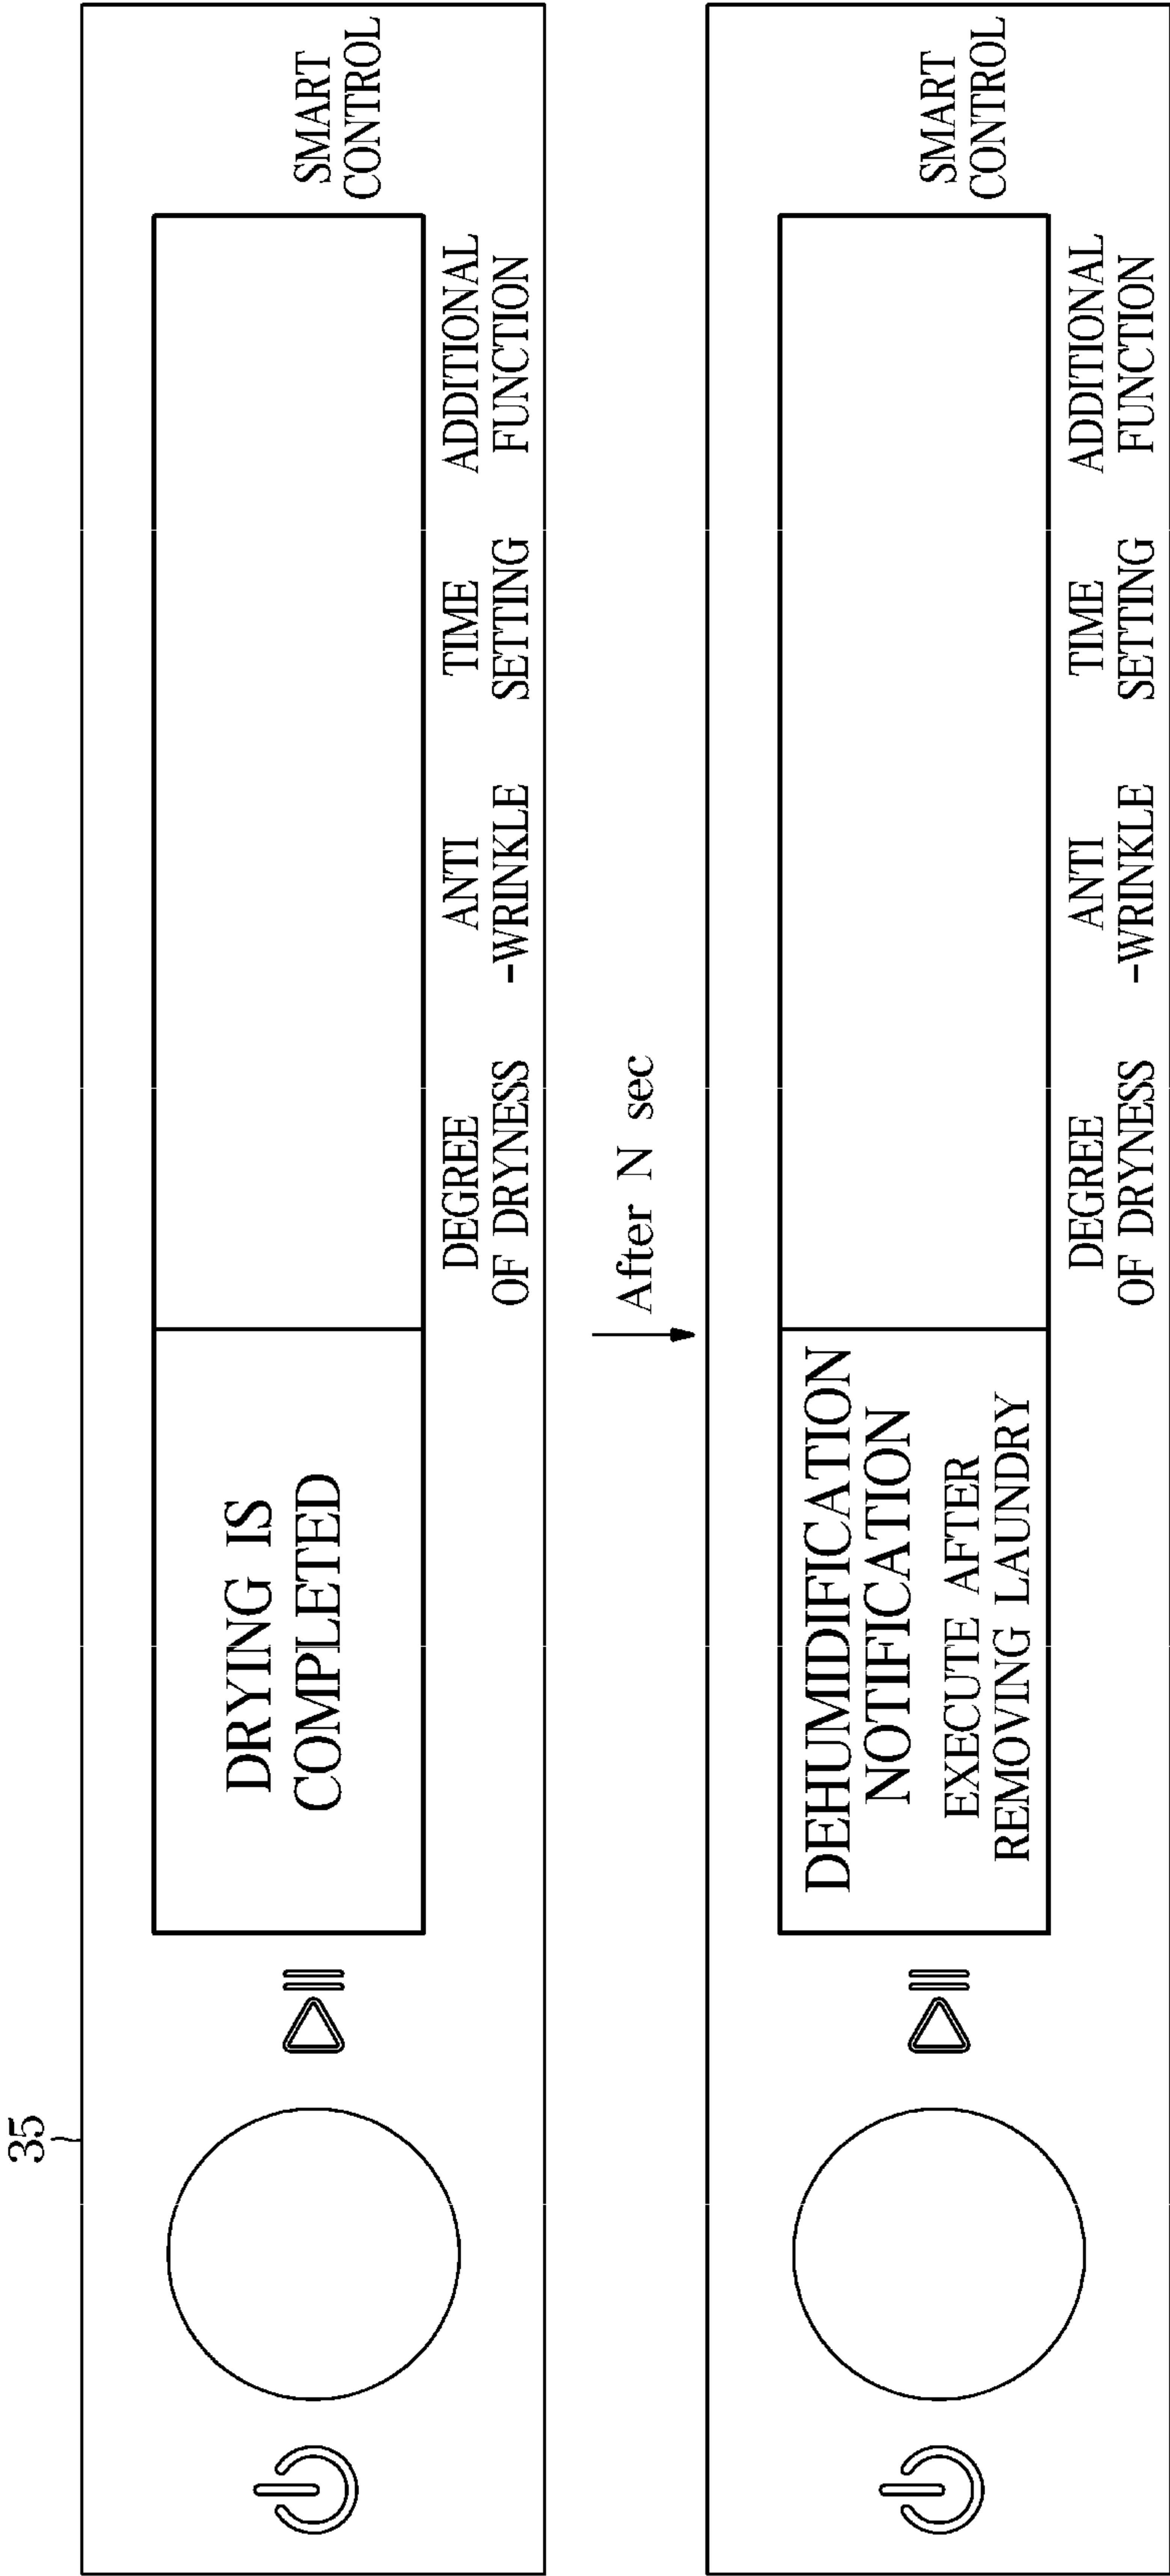 35
DRYING IS
COMPLETED
SMART
CONTROL
DEGREE
OF DRYNESS
ANTI
-WRINKLE
TIME
SETTING
ADDITIONAL
FUNCTION
After N sec
DEHUMIDIFICATION
NOTIFICATION
EXECUTE AFTER
REMOVING LAUNDRY
SMART
CONTROL
DEGREE
OF DRYNESS
ANTI
-WRINKLE
TIME
SETTING
ADDITIONAL
FUNCTION